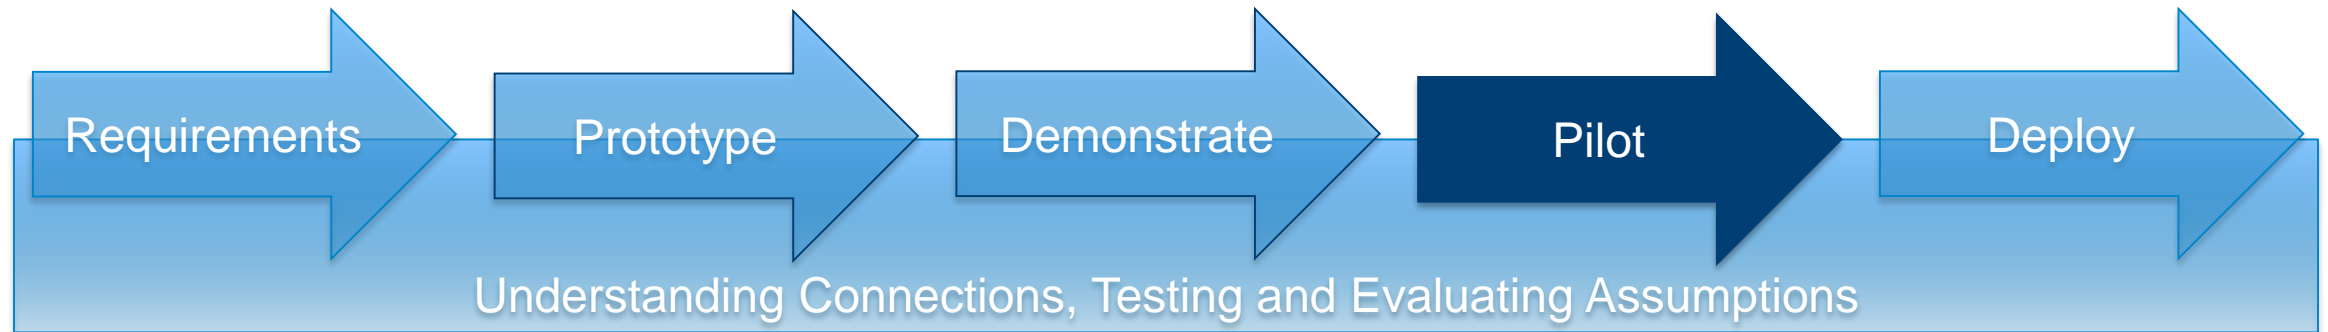 Requirements
Prototype
Demonstrate
Pilot
Deploy
Understanding Connections, Testing and Evaluating Assumptions